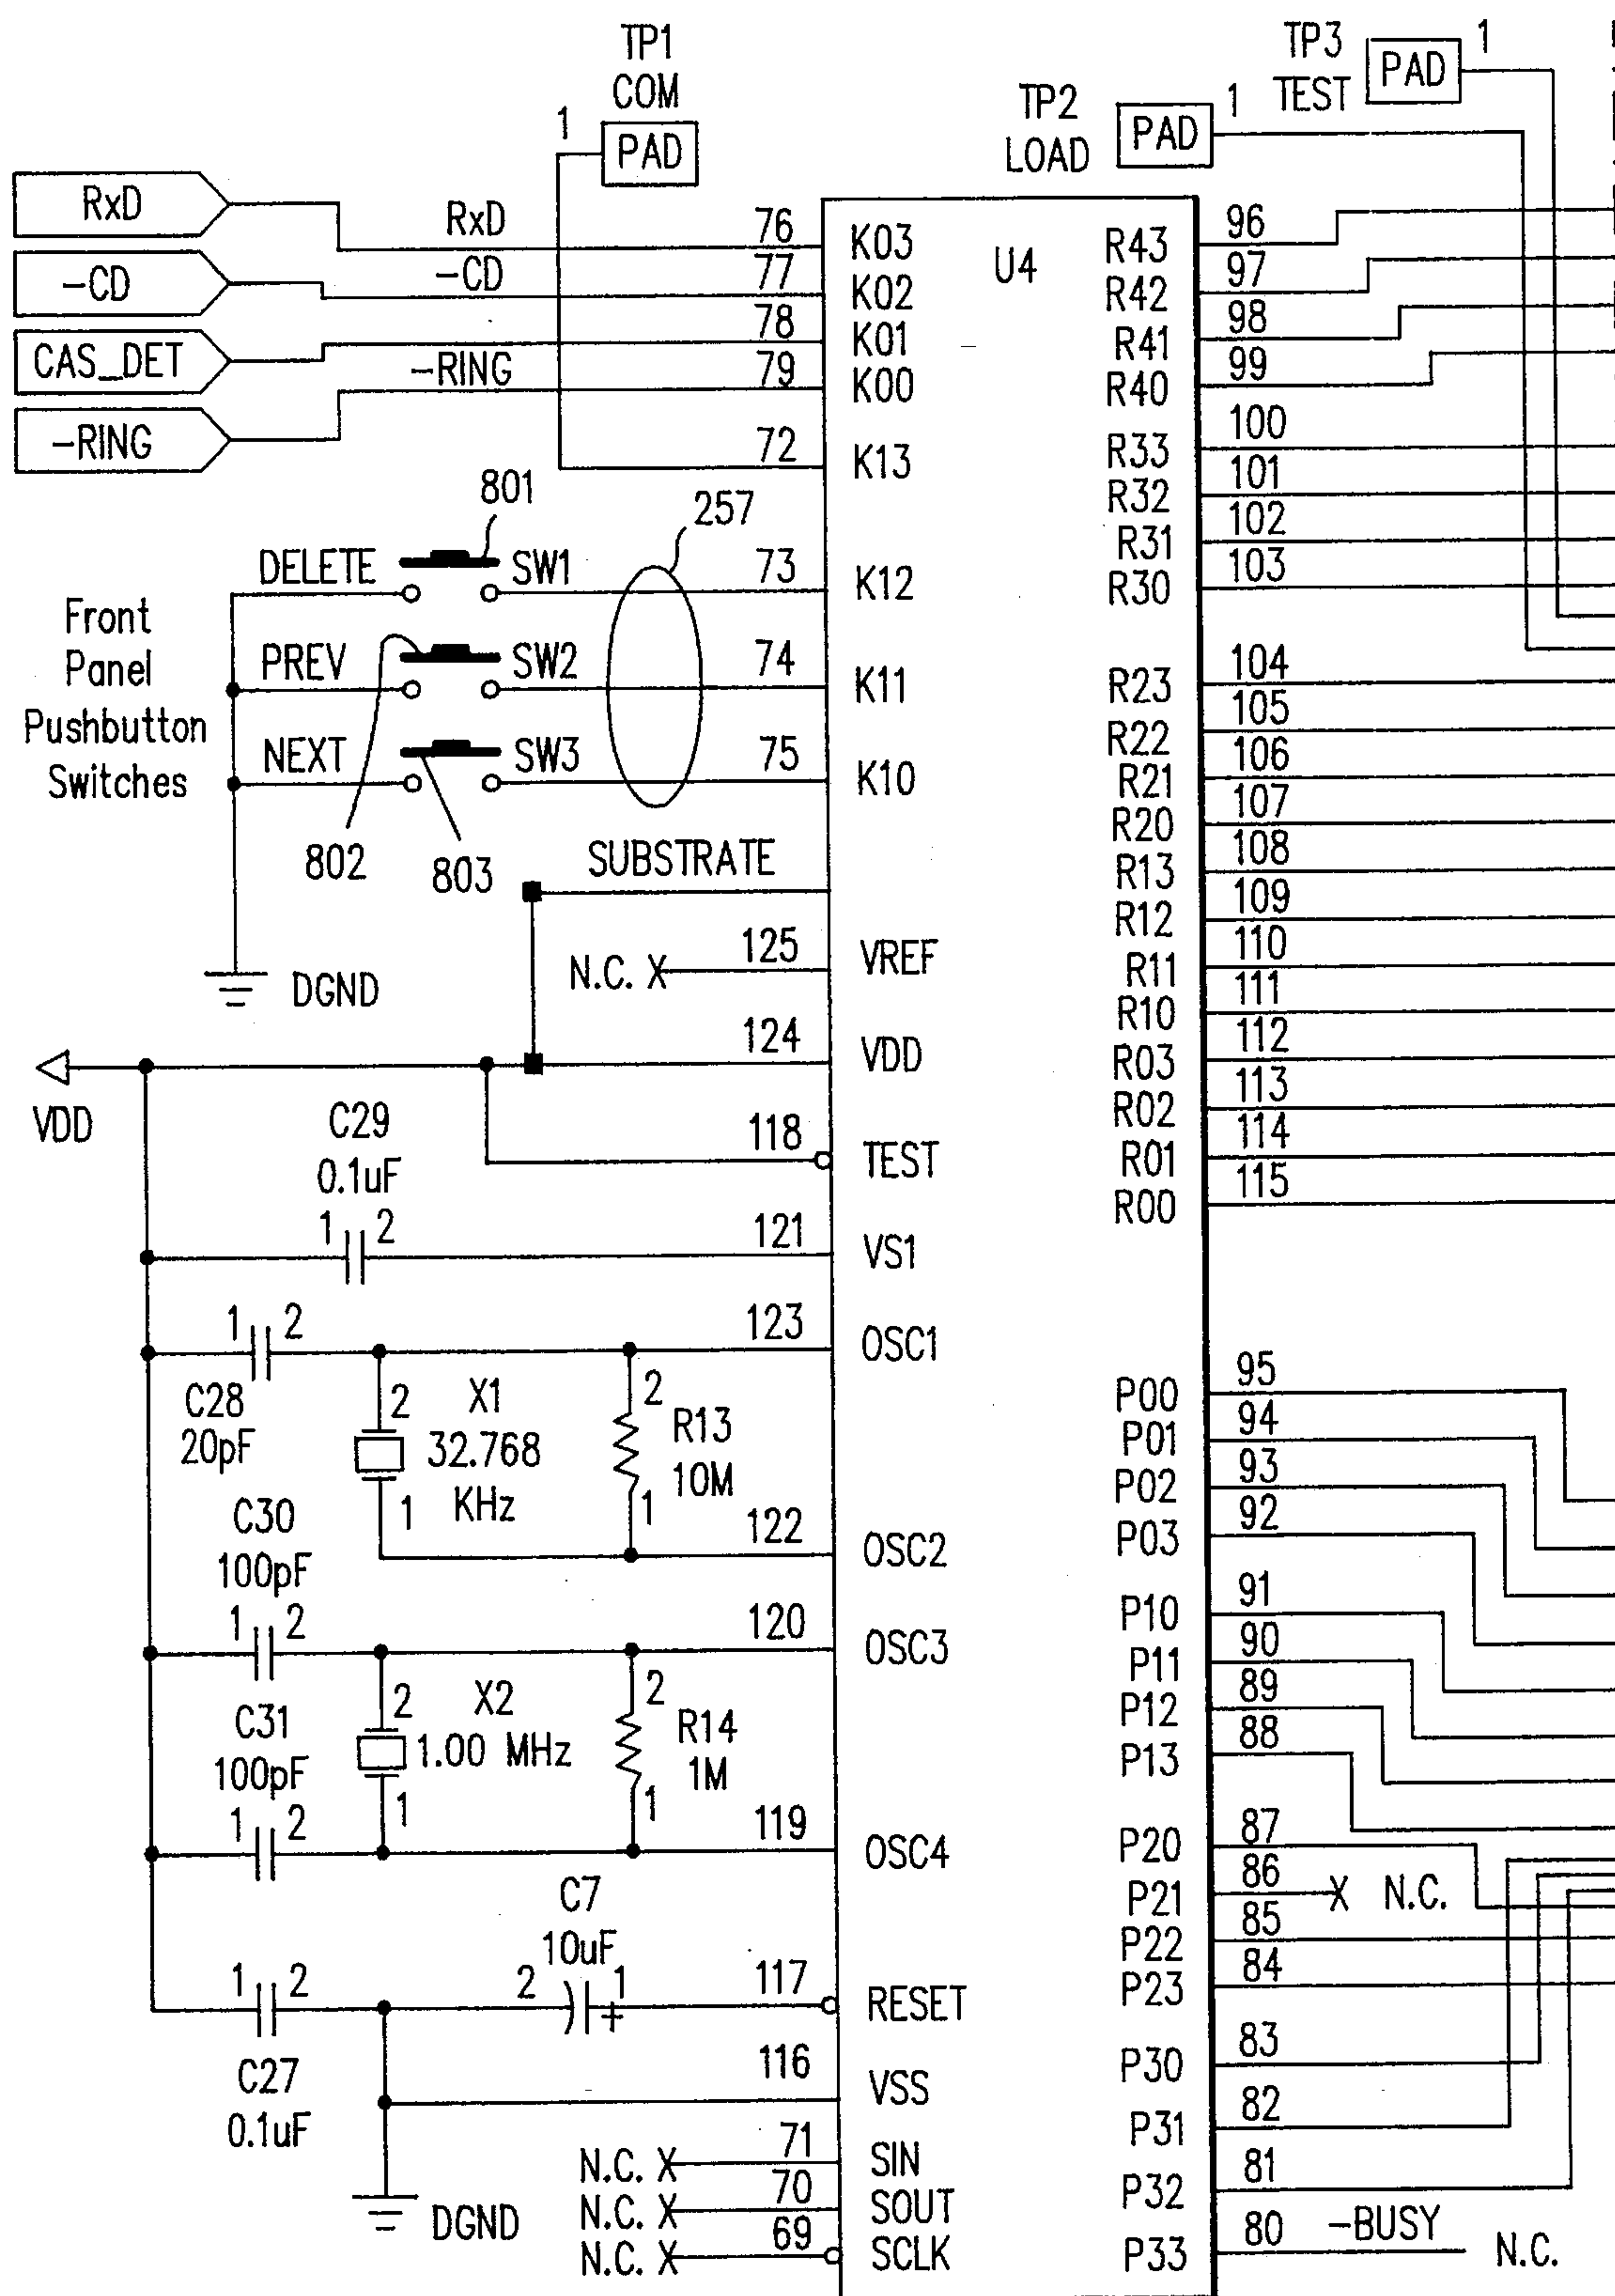 TP1
COM
1
PAD
TP2
LOAD
PAD
1
TP3
TEST
PAD
1
RxD
-CD
CAS_DET
-RING
RxD
-CD
-RING
76
77
78
79
72
K03
K02
K01
K00
K13
U4
801
257
Front
Panel
Pushbutton
Switches
DELETE
SW1
73
K12
PREV
SW2
74
K11
NEXT
SW3
75
K10
802
803
SUBSTRATE
DGND
N.C. X
125
VREF
VDD
124
VDD
118
TEST
C29
0.1uF
1
2
121
VS1
1
2
C28
20pF
123
OSC1
2
X1
32.768
KHz
1
2
R13
10M
1
122
OSC2
C30
100pF
1
2
120
OSC3
2
X2
1.00 MHz
1
2
R14
1M
1
C31
100pF
1
2
119
OSC4
C7
10uF
2
1
+
117
RESET
1
2
C27
0.1uF
116
VSS
DGND
N.C. X
71
SIN
N.C. X
70
SOUT
N.C. X
69
SCLK
R43
96
R42
97
R41
98
R40
99
R33
100
R32
101
R31
102
R30
103
R23
104
R22
105
R21
106
R20
107
R13
108
R12
109
R11
110
R10
111
R03
112
R02
113
R01
114
R00
115
P00
95
P01
94
P02
93
P03
92
P10
91
P11
90
P12
89
P13
88
P20
87
P21
86
X N.C.
P22
85
P23
84
P30
83
P31
82
P32
81
P33
80
-BUSY
N.C.